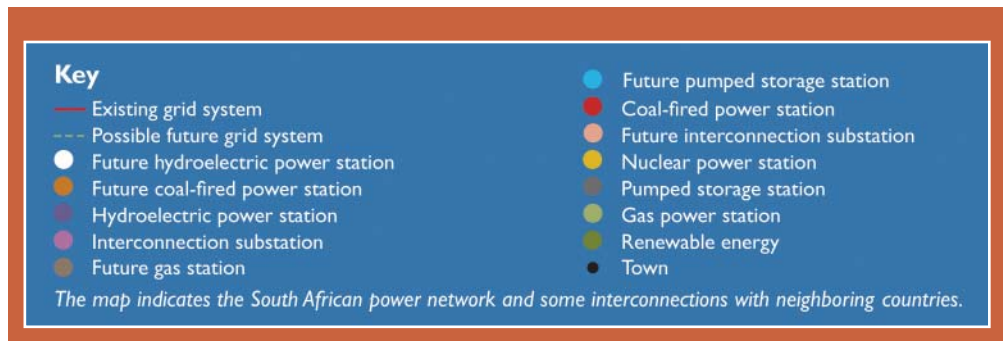 Key
Existing grid system
Possible future grid system
Future hydroelectric power station
Future coal-fired power station
Hydroelectric power station
Interconnection substation
Future gas station
Future pumped storage station
Coal-fired power station
Future interconnection substation
Nuclear power station
Pumped storage station
Gas power station
Renewable energy
Town
The map indicates the South African power network and some interconnections with neighboring countries.